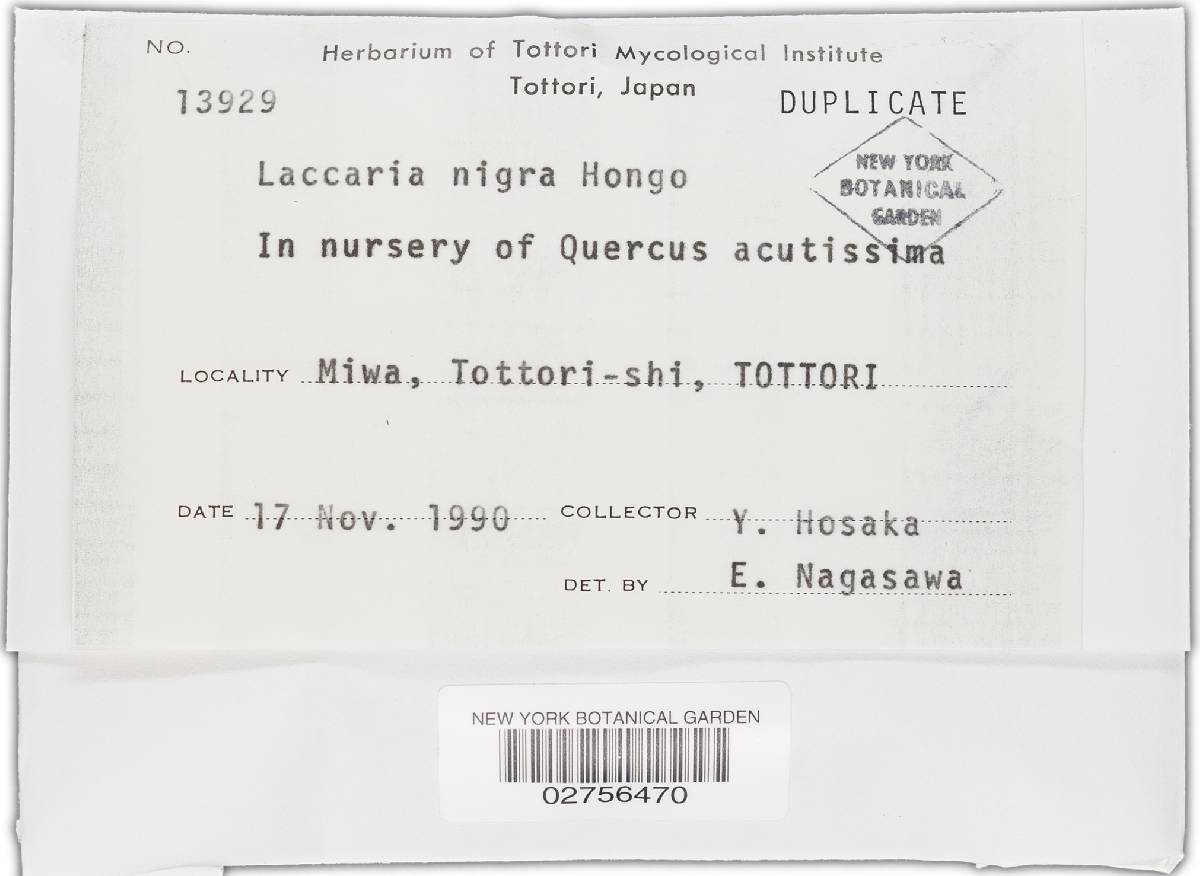 NO.
Herbarium of Tottori Mycological Institute
Tottori, Japan
13929
DUPLICATE
NEW YORK
BOTANICAL
GARDEN
Laccaria nigra Hongo
In nursery of Quercus acutissima
LOCALITY Miwa, Tottori-shi, TOTTORI
DATE 17 Nov. 1990 COLLECTOR Y. Hosaka
DET. BY E. Nagasawa
NEW YORK BOTANICAL GARDEN
02756470